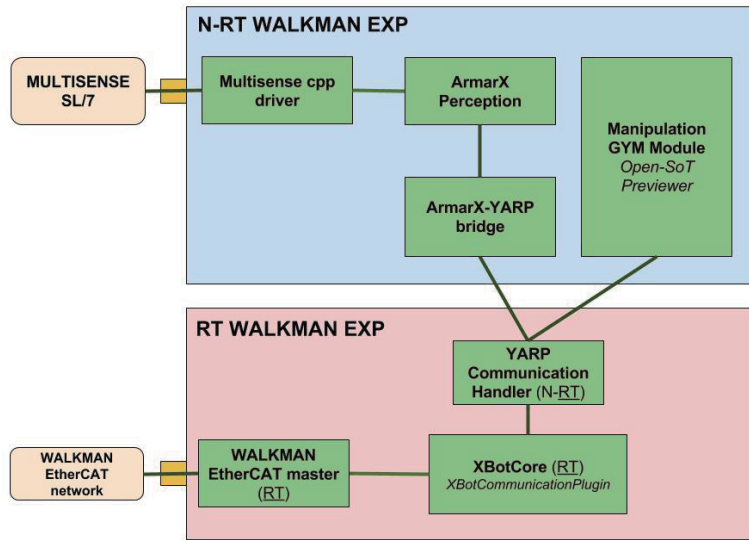 N-RT WALKMAN EXP
MULTISENSE
SL/7
Multisense cpp
driver
ArmarX
Perception
Manipulation
GYM Module
Open-SoT
Previewer
ArmarX-YARP
bridge
RT WALKMAN EXP
YARP
Communication
Handler (N-RT)
WALKMAN
EtherCAT
network
WALKMAN
EtherCAT master
(RT)
XBotCore (RT)
XBotCommunicationPlugin